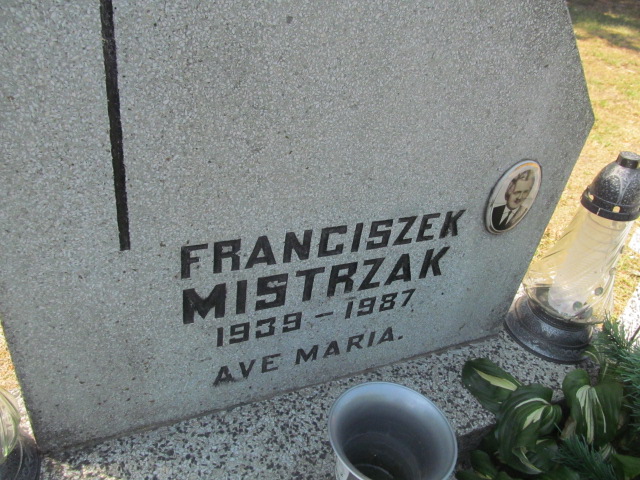 FRANCISZEK
MISTRZAK
1939 - 1987
AVE MARIA.